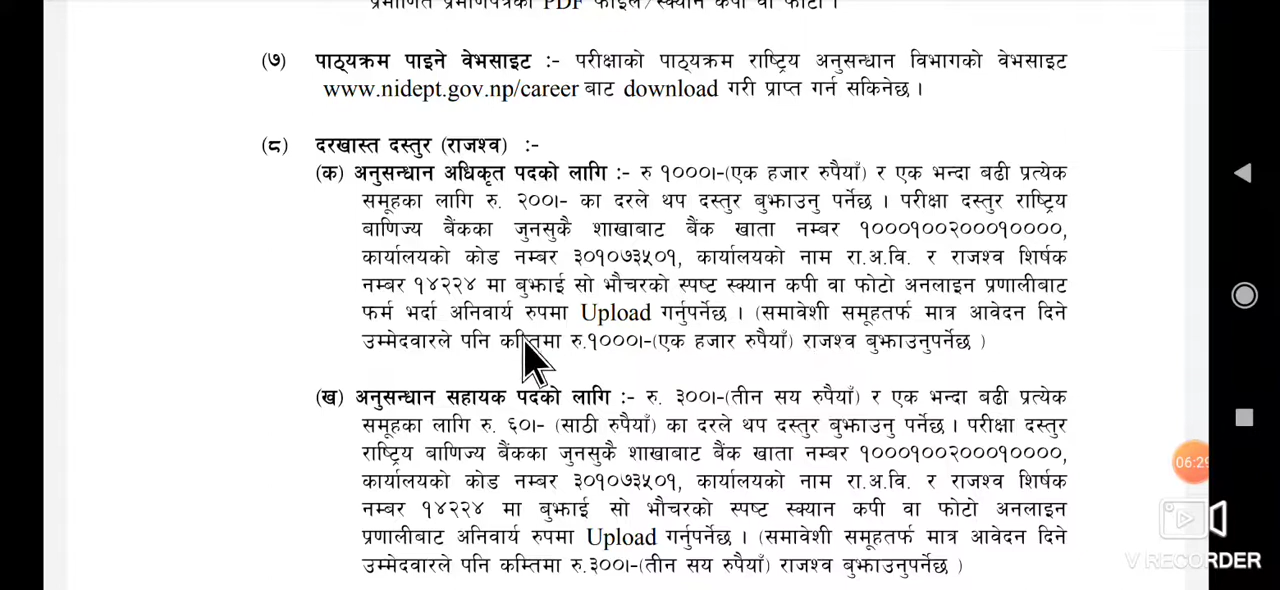 प्रमाणित प्रमाणपत्रको PDF फाईल/स्क्यान कपी वा फोटो ।
(७) पाठ्यक्रम पाइने वेभसाइट :- परीक्षाको पाठ्यक्रम राष्ट्रिय अनुसन्धान विभागको वेभसाइट
www.nidept.gov.np/career बाट download गरी प्राप्त गर्न सकिनेछ ।
(८) दरखास्त दस्तुर (राजश्व) :-
(क) अनुसन्धान अधिकृत पदको लागि :- रु १०००।-(एक हजार रुपैयाँ) र एक भन्दा बढी प्रत्येक
समूहका लागि रु. २००।- का दरले थप दस्तुर बुझाउनु पर्नेछ । परीक्षा दस्तुर राष्ट्रिय
बाणिज्य बैंकका जुनसुकै शाखाबाट बैंक खाता नम्बर १०००१००२०००१००००,
कार्यालयको कोड नम्बर ३०१०७३५०१, कार्यालयको नाम रा.अ.वि. र राजश्व शिर्षक
नम्बर १४२२४ मा बुझाई सो भौचरको स्पष्ट स्क्यान कपी वा फोटो अनलाइन प्रणालीबाट
फर्म भर्दा अनिवार्य रुपमा Upload गर्नुपर्नेछ । (समावेशी समूहतर्फ मात्र आवेदन दिने
उम्मेदवारले पनि कम्तिमा रु.१०००।-(एक हजार रुपैयाँ) राजश्व बुझाउनुपर्नेछ )
(ख) अनुसन्धान सहायक पदको लागि :- रु. ३००।-(तीन सय रुपैयाँ) र एक भन्दा बढी प्रत्येक
समूहका लागि रु. ६०।- (साठी रुपैयाँ) का दरले थप दस्तुर बुझाउनु पर्नेछ । परीक्षा दस्तुर
राष्ट्रिय बाणिज्य बैंकका जुनसुकै शाखाबाट बैंक खाता नम्बर १०००१००२०००१००००,
कार्यालयको कोड नम्बर ३०१०७३५०१, कार्यालयको नाम रा.अ.वि. र राजश्व शिर्षक
नम्बर १४२२४ मा बुझाई सो भौचरको स्पष्ट स्क्यान कपी वा फोटो अनलाइन
प्रणालीबाट अनिवार्य रुपमा Upload गर्नुपर्नेछ । (समावेशी समूहतर्फ मात्र आवेदन दिने
उम्मेदवारले पनि कम्तिमा रु.३००।-(तीन सय रुपैयाँ) राजश्व बुझाउनुपर्नेछ )
06:29
V RECORDER